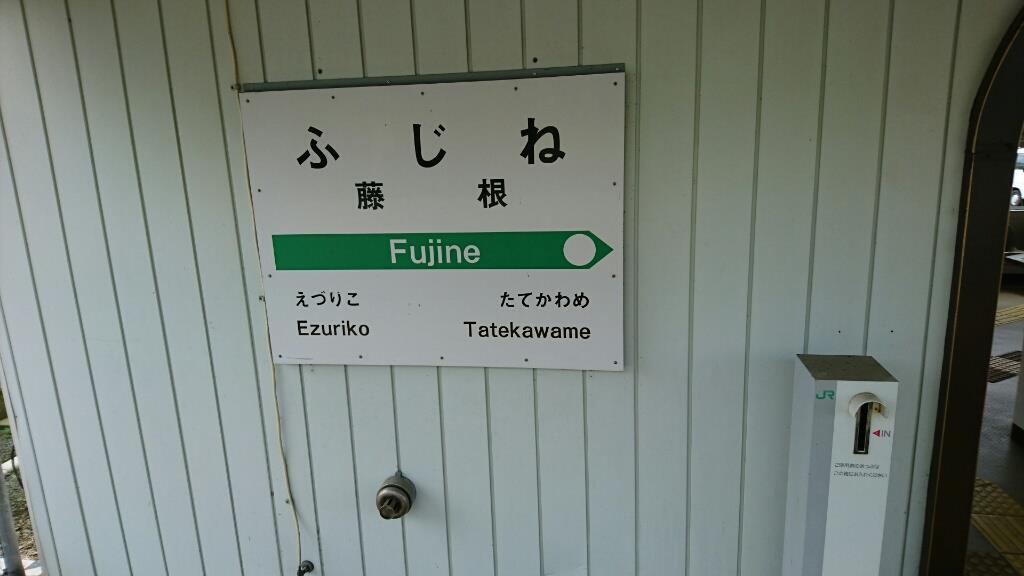 ふじね
藤根
Fujine
えづりこ たてかわめ
Ezuriko Tatekawame
JR
IN